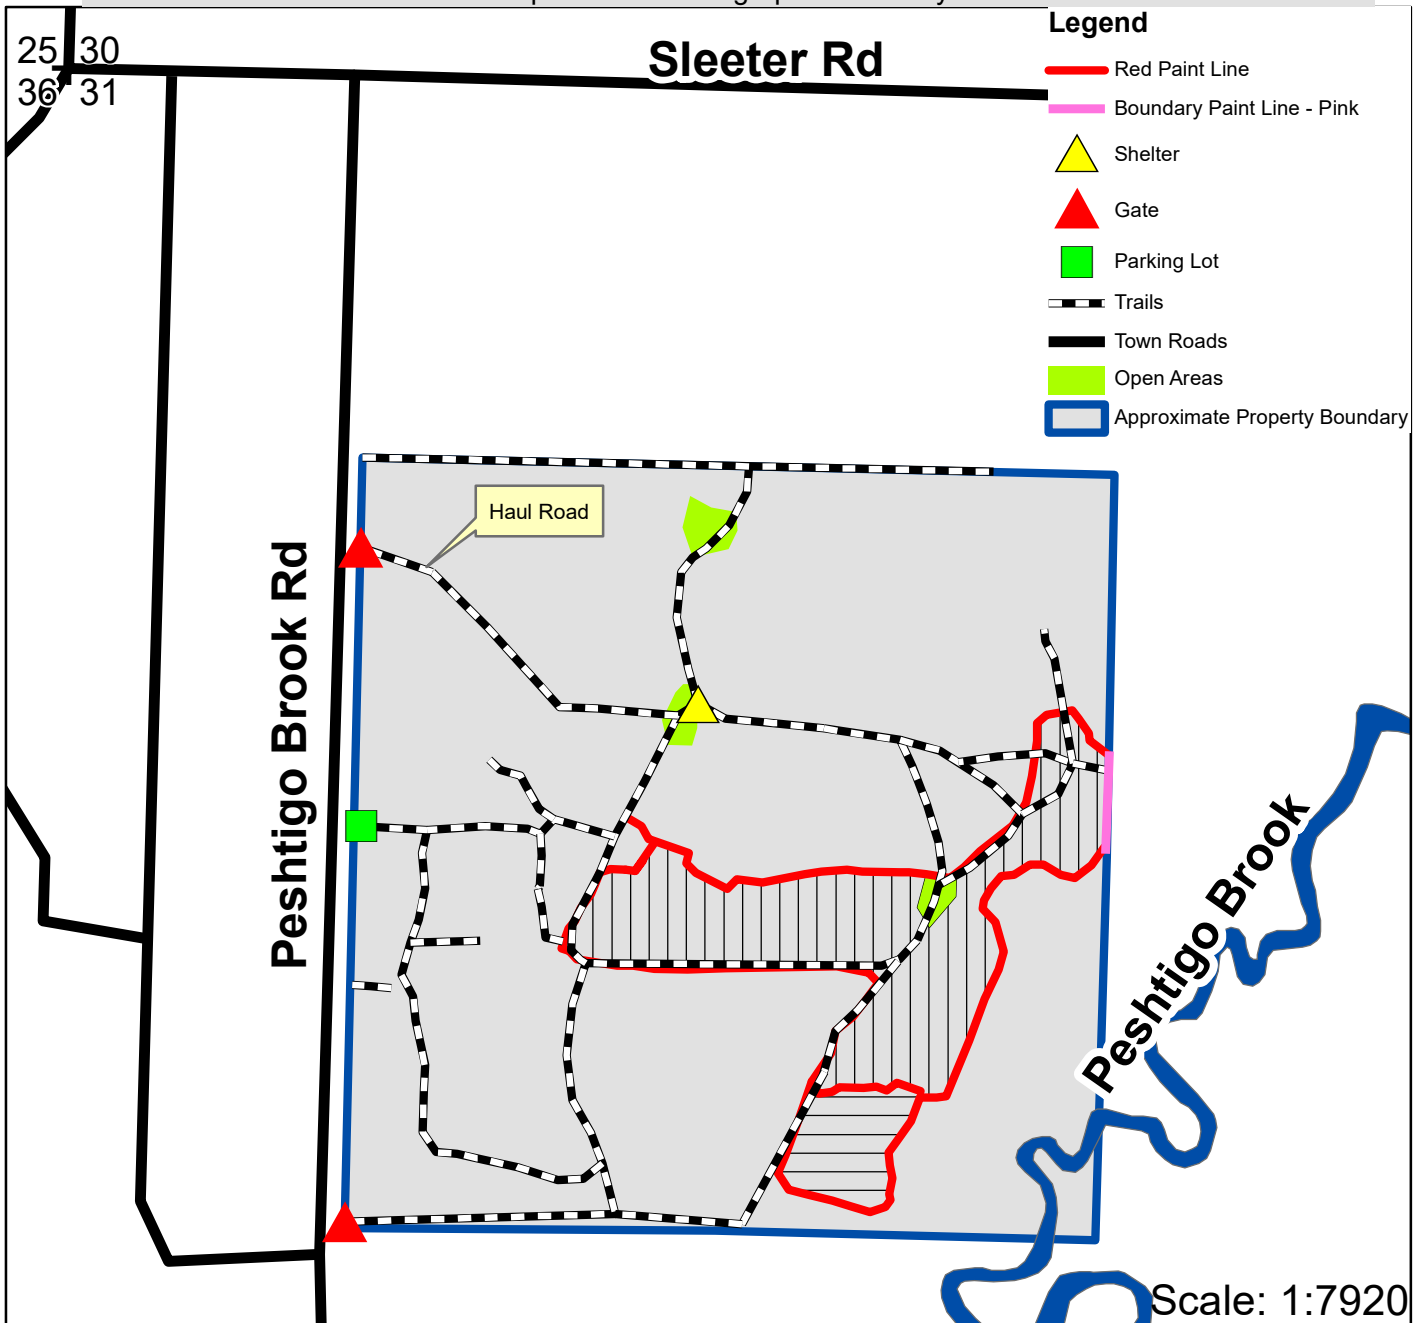 25 30
36 31
Sleeter Rd
Legend
Red Paint Line
Boundary Paint Line - Pink
Shelter
Gate
Parking Lot
Trails
Town Roads
Open Areas
Approximate Property Boundary
Haul Road
Peshtigo Brook Rd
Peshtigo Brook
Scale: 1:7920